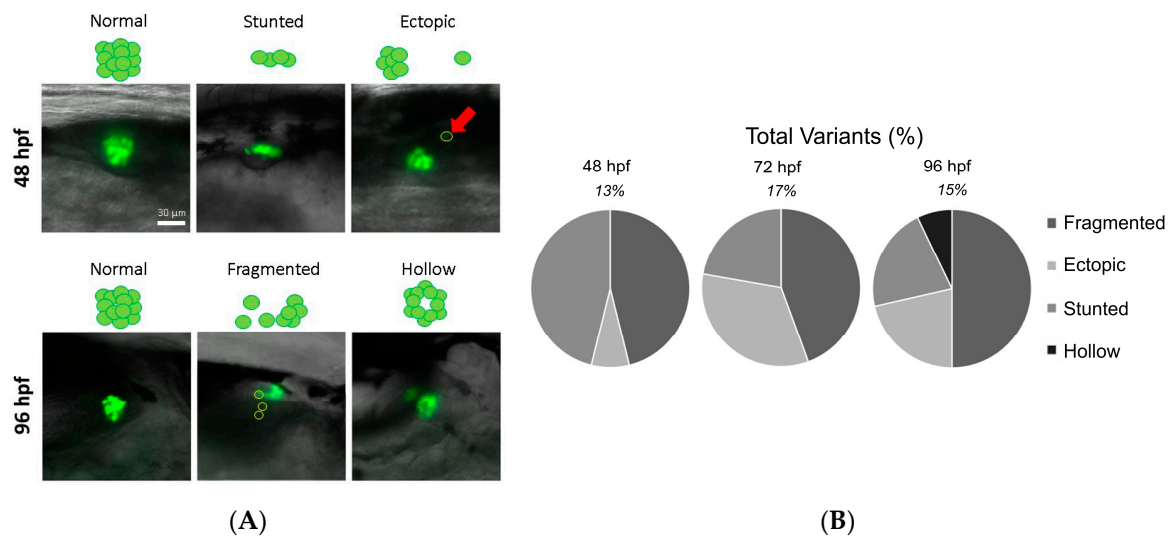 Normal Stunted Ectopic
48 hpf
30 µm
Normal Fragmented Hollow
96 hpf
(A)
Total Variants (%)
48 hpf 72 hpf 96 hpf
13% 17% 15%
Fragmented
Ectopic
Stunted
Hollow
(B)